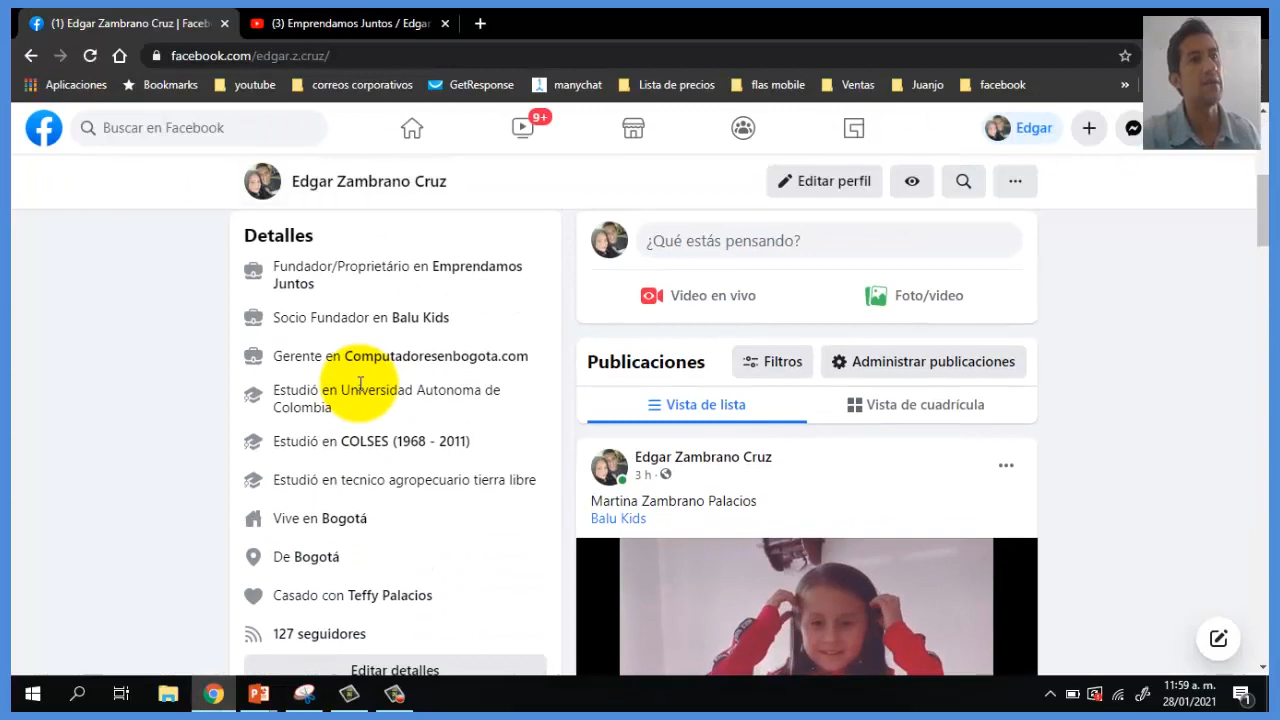 (1) Edgar Zambrano Cruz | Faceb
(3) Emprendamos Juntos / Edgar
facebook.com/edgar.z.cruz/
Aplicaciones Bookmarks youtube correos corporativos GetResponse manychat Lista de precios flas mobile Ventas Juanjo facebook »
Buscar en Facebook
9+
Edgar
Edgar Zambrano Cruz
Editar perfil
Detalles
Fundador/Proprietário en Emprendamos
Juntos
Socio Fundador en Balu Kids
Gerente en Computadoresenbogota.com
Estudió en Universidad Autonoma de
Colombia
Estudió en COLSES (1968 - 2011)
Estudió en tecnico agropecuario tierra libre
Vive en Bogotá
De Bogotá
Casado con Teffy Palacios
127 seguidores
Editar detalles
¿Qué estás pensando?
Video en vivo
Foto/video
Publicaciones
Filtros
Administrar publicaciones
Vista de lista
Vista de cuadrícula
Edgar Zambrano Cruz
3 h ·
Martina Zambrano Palacios
Balu Kids
11:59 a. m.
28/01/2021
1